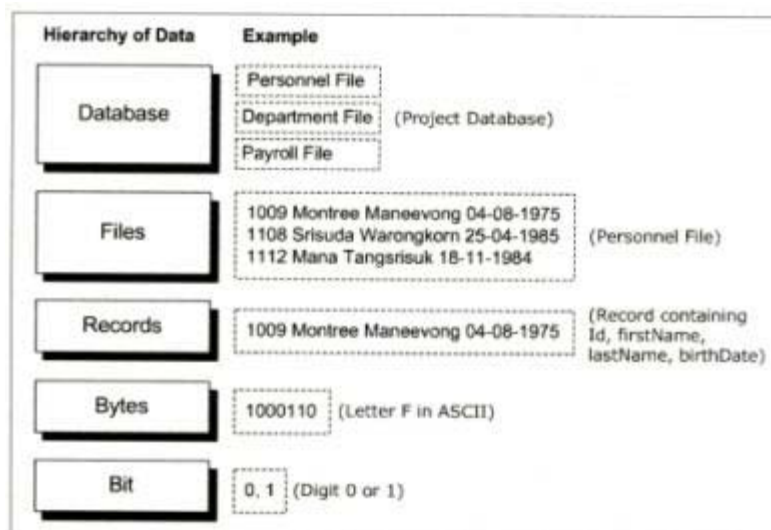 Hierarchy of Data Example
Database
Personnel File
Department File
Payroll File
(Project Database)
Files
1009 Montree Maneevong 04-08-1975
1108 Srisuda Warongkorn 25-04-1985
1112 Mana Tangsrisuk 18-11-1984
(Personnel File)
Records
1009 Montree Maneevong 04-08-1975
(Record containing
Id, firstName,
lastName, birthDate)
Bytes
1000110 (Letter F in ASCII)
Bit
0, 1 (Digit 0 or 1)